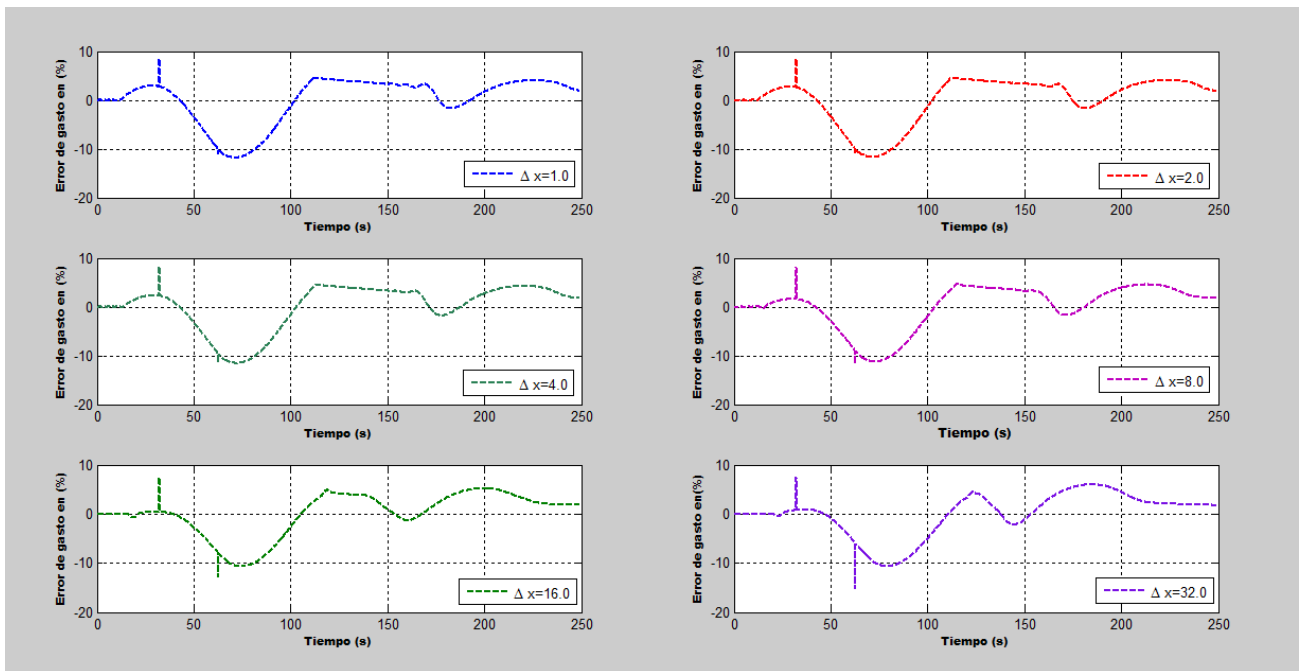 Error de gasto en (%)
10
0
-10
-20
0 50 100 150 200 250
Tiempo (s)
Δ x=1.0
Error de gasto en (%)
10
0
-10
-20
0 50 100 150 200 250
Tiempo (s)
Δ x=2.0
Error de gasto en (%)
10
0
-10
-20
0 50 100 150 200 250
Tiempo (s)
Δ x=4.0
Error de gasto en (%)
10
0
-10
-20
0 50 100 150 200 250
Tiempo (s)
Δ x=8.0
Error de gasto en (%)
10
0
-10
-20
0 50 100 150 200 250
Tiempo (s)
Δ x=16.0
Error de gasto en(%)
10
0
-10
-20
0 50 100 150 200 250
Tiempo (s)
Δ x=32.0